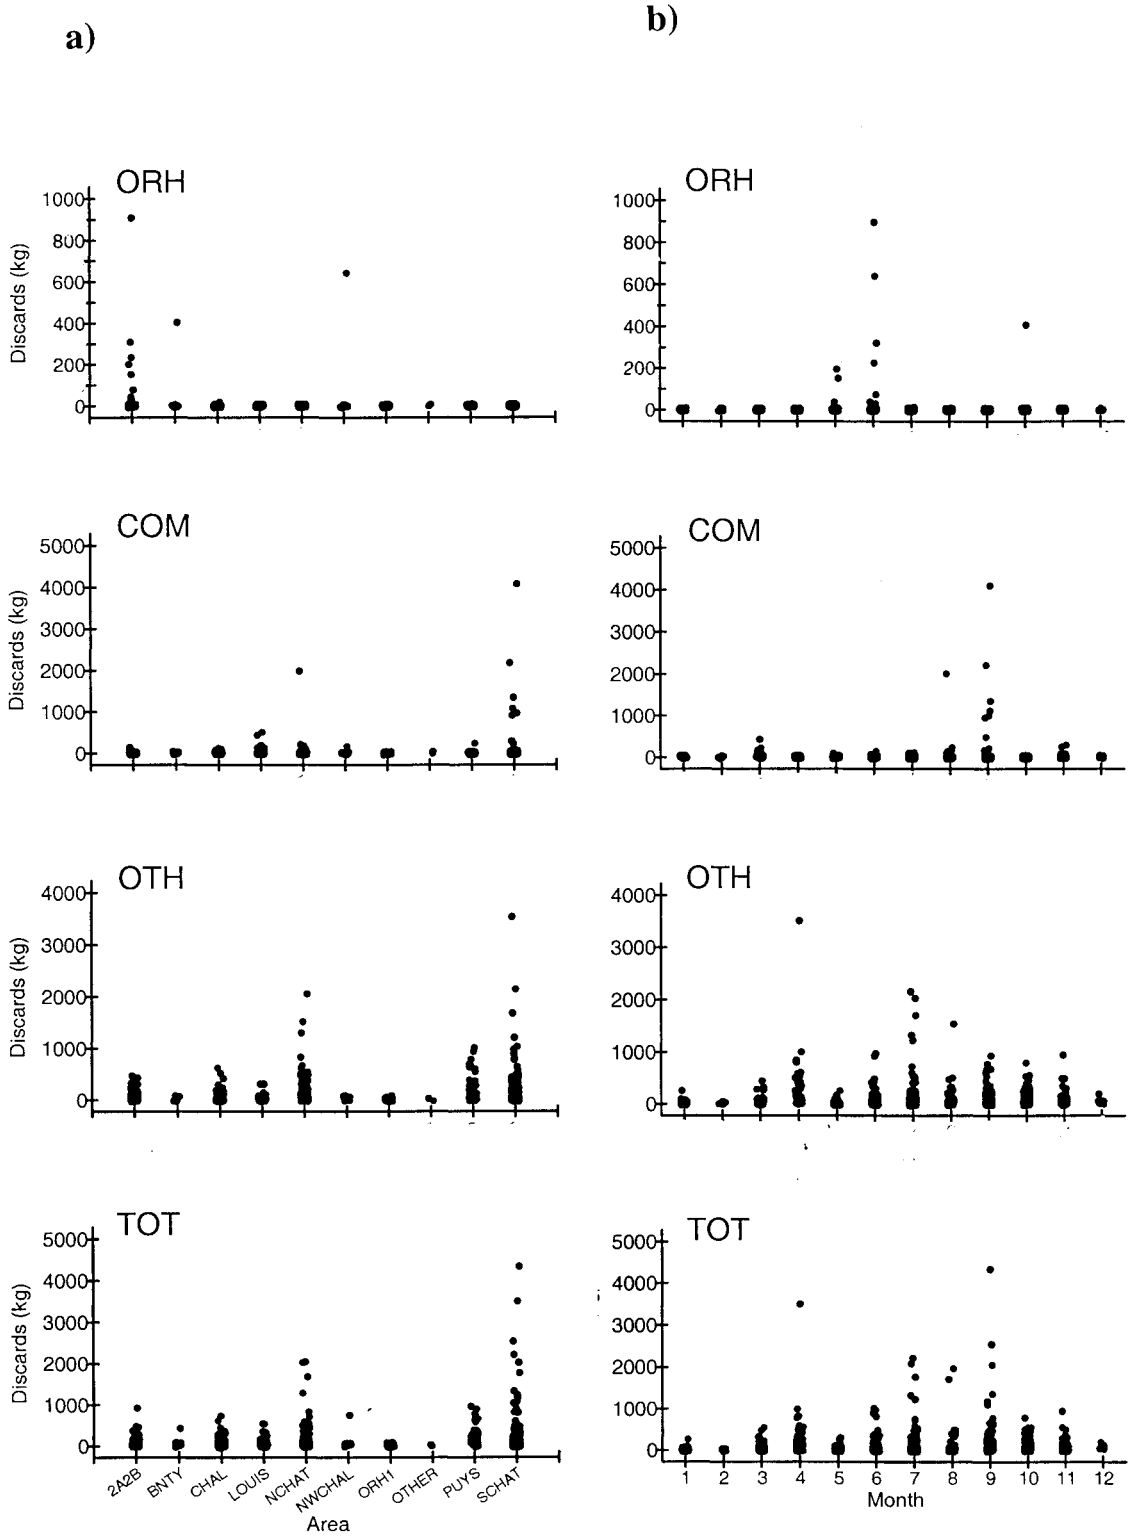 a)
ORH
1000
800
600
400
200
0
Discards (kg)
COM
5000
4000
3000
2000
1000
0
Discards (kg)
OTH
4000
3000
2000
1000
0
Discards (kg)
TOT
5000
4000
3000
2000
1000
0
Discards (kg)
2A2B BNTY CHAL LOUIS NCHAT NWCHAL ORH1 OTHER PUYS SCHAT
Area
b)
ORH
1000
800
600
400
200
0
COM
5000
4000
3000
2000
1000
0
OTH
4000
3000
2000
1000
0
TOT
5000
4000
3000
2000
1000
0
1 2 3 4 5 6 7 8 9 10 11 12
Month